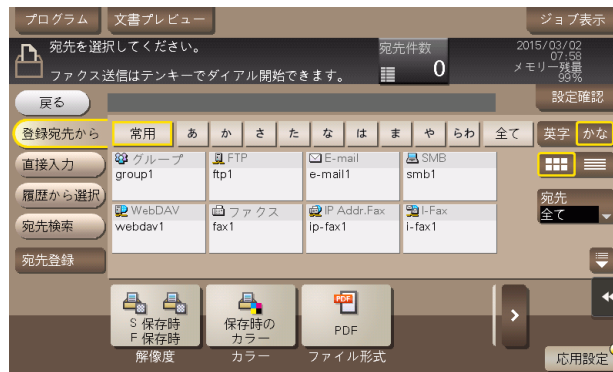 プログラム
文書プレビュー
ジョブ表示
宛先を選択してください。
ファクス送信はテンキーでダイアル開始できます。
宛先件数
0
2015/03/02
07:58
メモリー残量
99%
戻る
設定確認
登録宛先から
常用 あ か さ た な は ま や らわ 全て
英字 かな
直接入力
グループ
group1
FTP
ftp1
E-mail
e-mail1
SMB
smb1
履歴から選択
宛先
全て
宛先検索
WebDAV
webdav1
ファクス
fax1
IP Addr.Fax
ip-fax1
I-Fax
i-fax1
宛先登録
S 保存時
F 保存時
解像度
保存時の
カラー
カラー
PDF
PDF
ファイル形式
応用設定